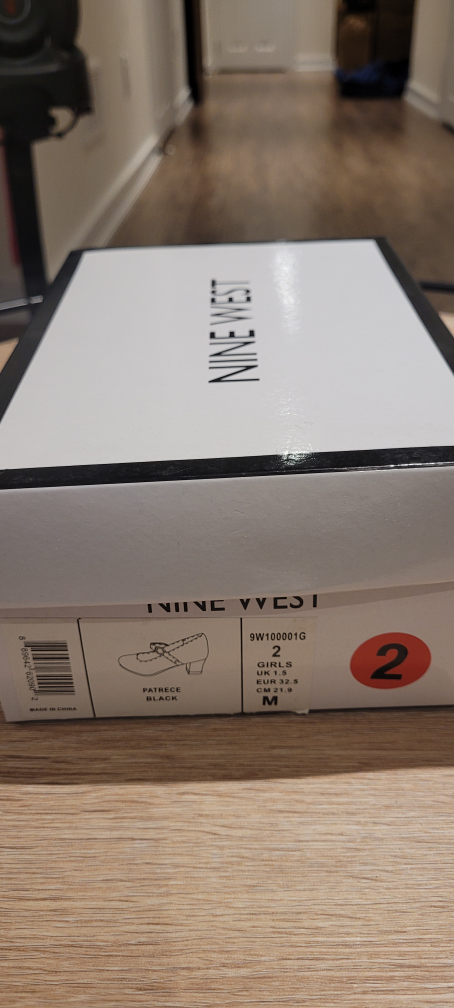 NINE WEST
NINE WEST
MADE IN CHINA
PATRECE
BLACK
9W100001G
2
GIRLS
UK 1.5
EUR 32.5
CM 21.9
M
2